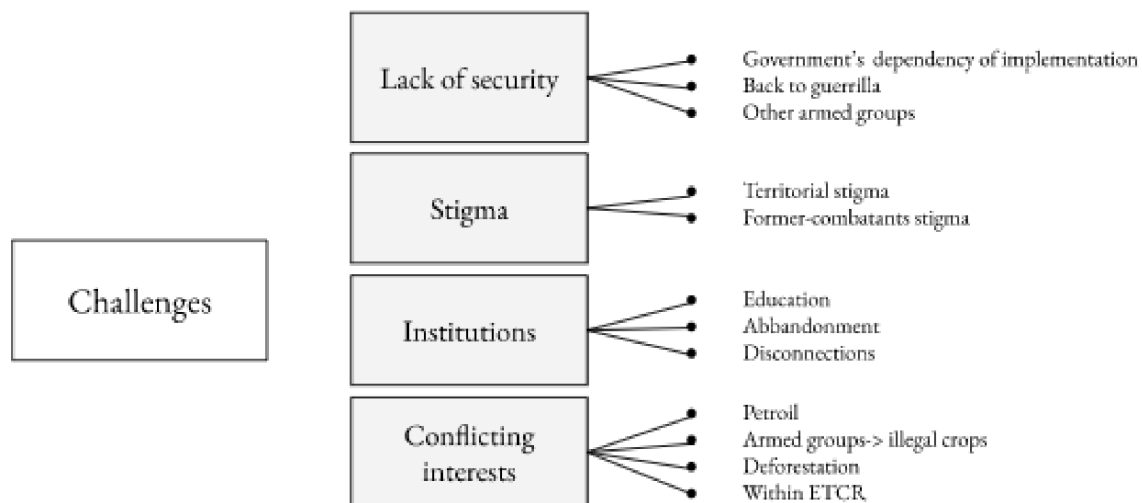 Challenges
Lack of security
Government's dependency of implementation
Back to guerrilla
Other armed groups
Stigma
Territorial stigma
Former-combatants stigma
Institutions
Education
Abbandonment
Disconnections
Conflicting
interests
Petroil
Armed groups-> illegal crops
Deforestation
Within ETCR